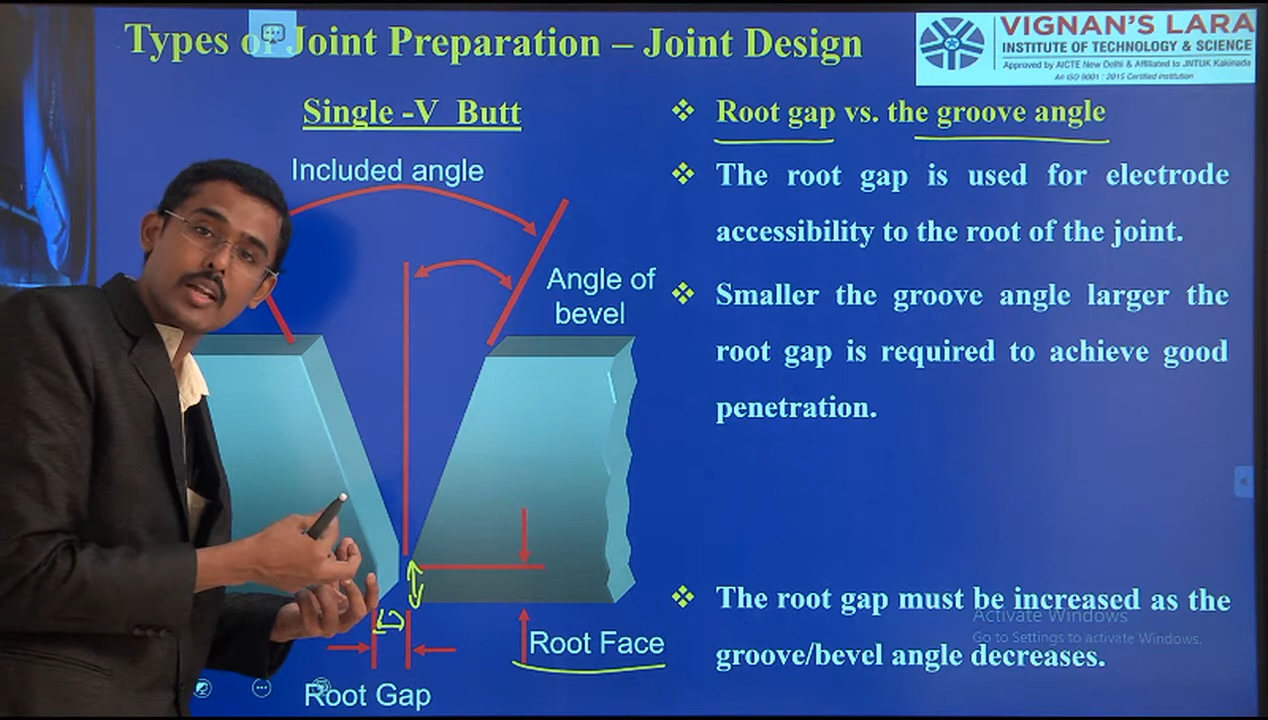 Types of Joint Preparation – Joint Design
VIGNAN'S LARA
INSTITUTE OF TECHNOLOGY & SCIENCE
Approved by AICTE New Delhi & Affiliated to JNTUK Kakinada
An ISO 9001 : 2015 Certified Institution
Single -V Butt
Included angle
Angle of
bevel
Root Face
Root Gap
❖ Root gap vs. the groove angle
❖ The root gap is used for electrode
accessibility to the root of the joint.
❖ Smaller the groove angle larger the
root gap is required to achieve good
penetration.
❖ The root gap must be increased as the
groove/bevel angle decreases.
Activate Windows
Go to Settings to activate Windows.